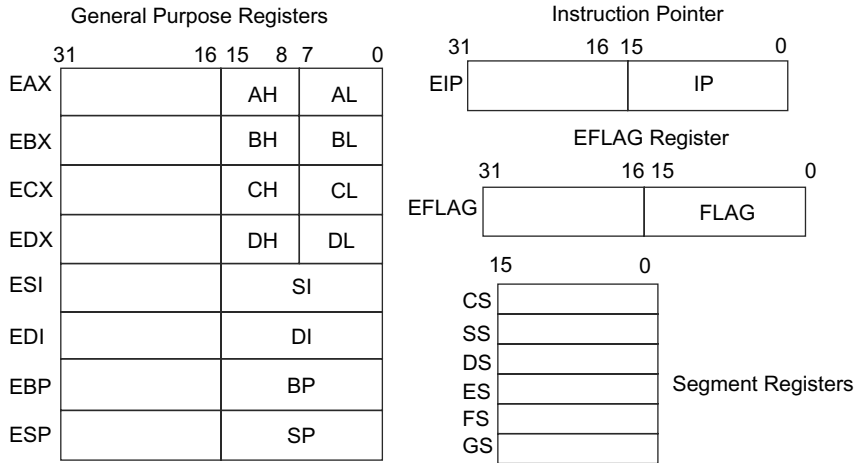 General Purpose Registers
31 16 15 8 7 0
EAX AH AL
EBX BH BL
ECX CH CL
EDX DH DL
ESI SI
EDI DI
EBP BP
ESP SP
Instruction Pointer
31 16 15 0
EIP IP
EFLAG Register
31 16 15 0
EFLAG FLAG
15 0
CS
SS
DS
ES
FS
GS
Segment Registers